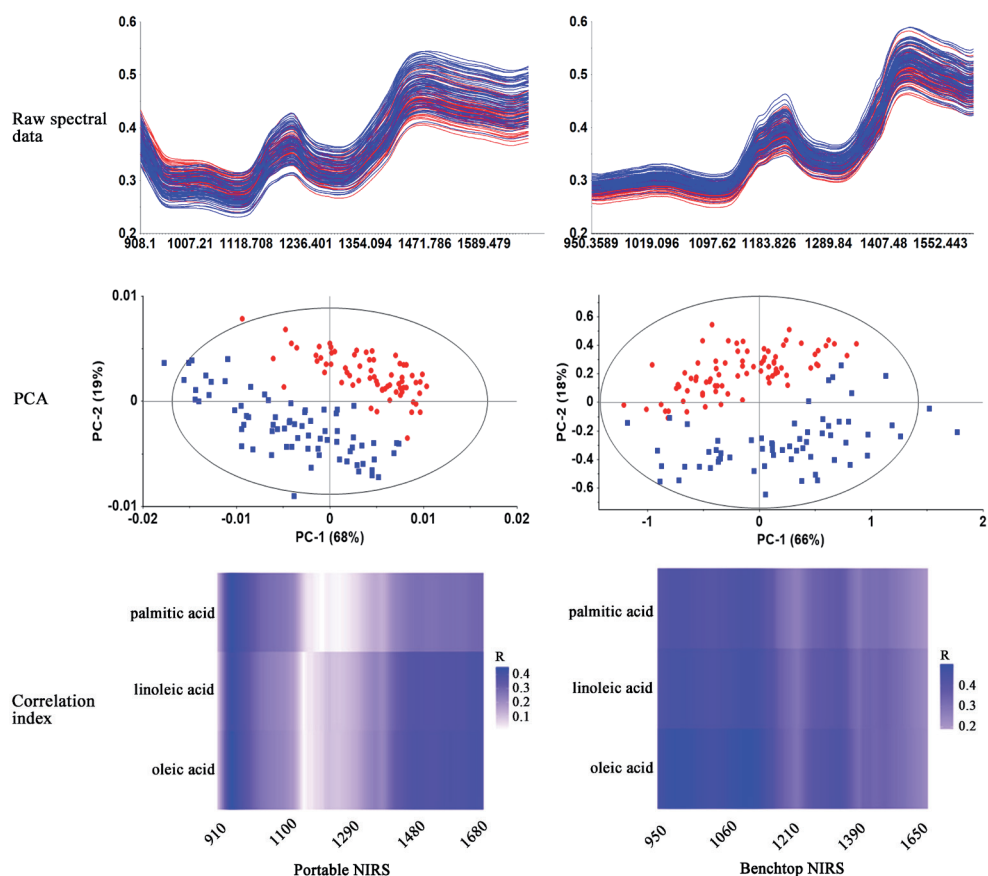 Raw spectral
data
0.6
0.5
0.4
0.3
0.2
908.1 1007.21 1118.708 1236.401 1354.094 1471.786 1589.479
0.6
0.5
0.4
0.3
0.2
950.3589 1019.096 1097.62 1183.826 1289.84 1407.48 1552.443
PCA
PC-2 (19%)
0.01
0
-0.01
-0.02 -0.01 0 0.01 0.02
PC-1 (68%)
PC-2 (18%)
0.6
0.4
0.2
0
-0.2
-0.4
-0.6
-1 0 1 2
PC-1 (66%)
Correlation
index
palmitic acid
linoleic acid
oleic acid
R
0.4
0.3
0.2
0.1
910 1100 1290 1480 1680
Portable NIRS
palmitic acid
linoleic acid
oleic acid
R
0.4
0.3
0.2
950 1060 1210 1390 1650
Benchtop NIRS